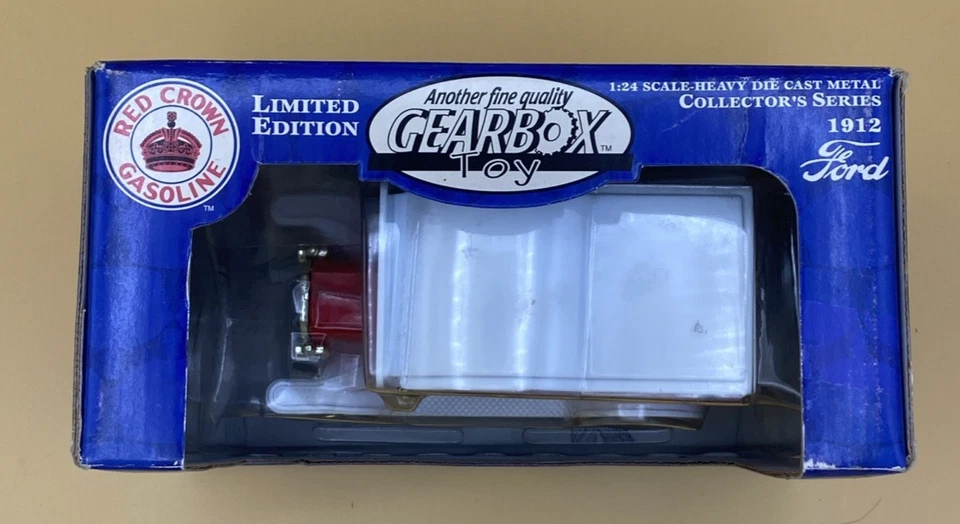 RED CROWN
GASOLINE
TM
LIMITED
EDITION
Another fine quality
GEARBOX
TM
Toy
1:24 SCALE-HEAVY DIE CAST METAL
COLLECTOR'S SERIES
1912
Ford